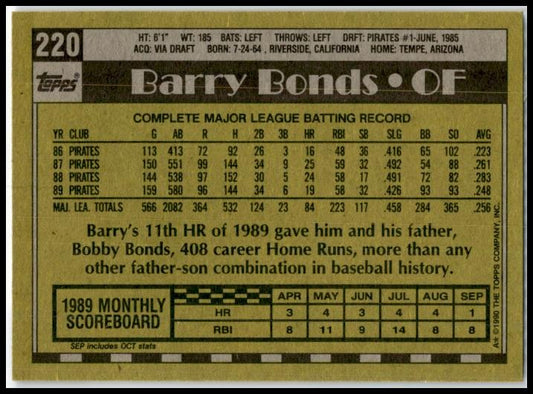 220
HT: 6'1" WT: 185 BATS: LEFT THROWS: LEFT DRFT: PIRATES #1-JUNE, 1985
ACQ: VIA DRAFT BORN: 7-24-64, RIVERSIDE, CALIFORNIA HOME: TEMPE, ARIZONA
Topps®
Barry Bonds • OF
COMPLETE MAJOR LEAGUE BATTING RECORD
YR CLUB G AB R H 2B 3B HR RBI SB SLG BB SO AVG
86 PIRATES 113 413 72 92 26 3 16 48 36 .416 65 102 .223
87 PIRATES 150 551 99 144 34 9 25 59 32 .492 54 88 .261
88 PIRATES 144 538 97 152 30 5 24 58 17 .491 72 82 .283
89 PIRATES 159 580 96 144 34 6 19 58 32 .426 93 93 .248
MAJ. LEA. TOTALS 566 2082 364 532 124 23 84 223 117 .458 284 365 .256
Barry's 11th HR of 1989 gave him and his father,
Bobby Bonds, 408 career Home Runs, more than any
other father-son combination in baseball history.
1989 MONTHLY
SCOREBOARD
APR MAY JUN JUL AUG SEP
HR 3 4 3 4 4 1
RBI 8 11 9 14 8 8
SEP includes OCT stats
A* ©1990 THE TOPPS COMPANY, INC.